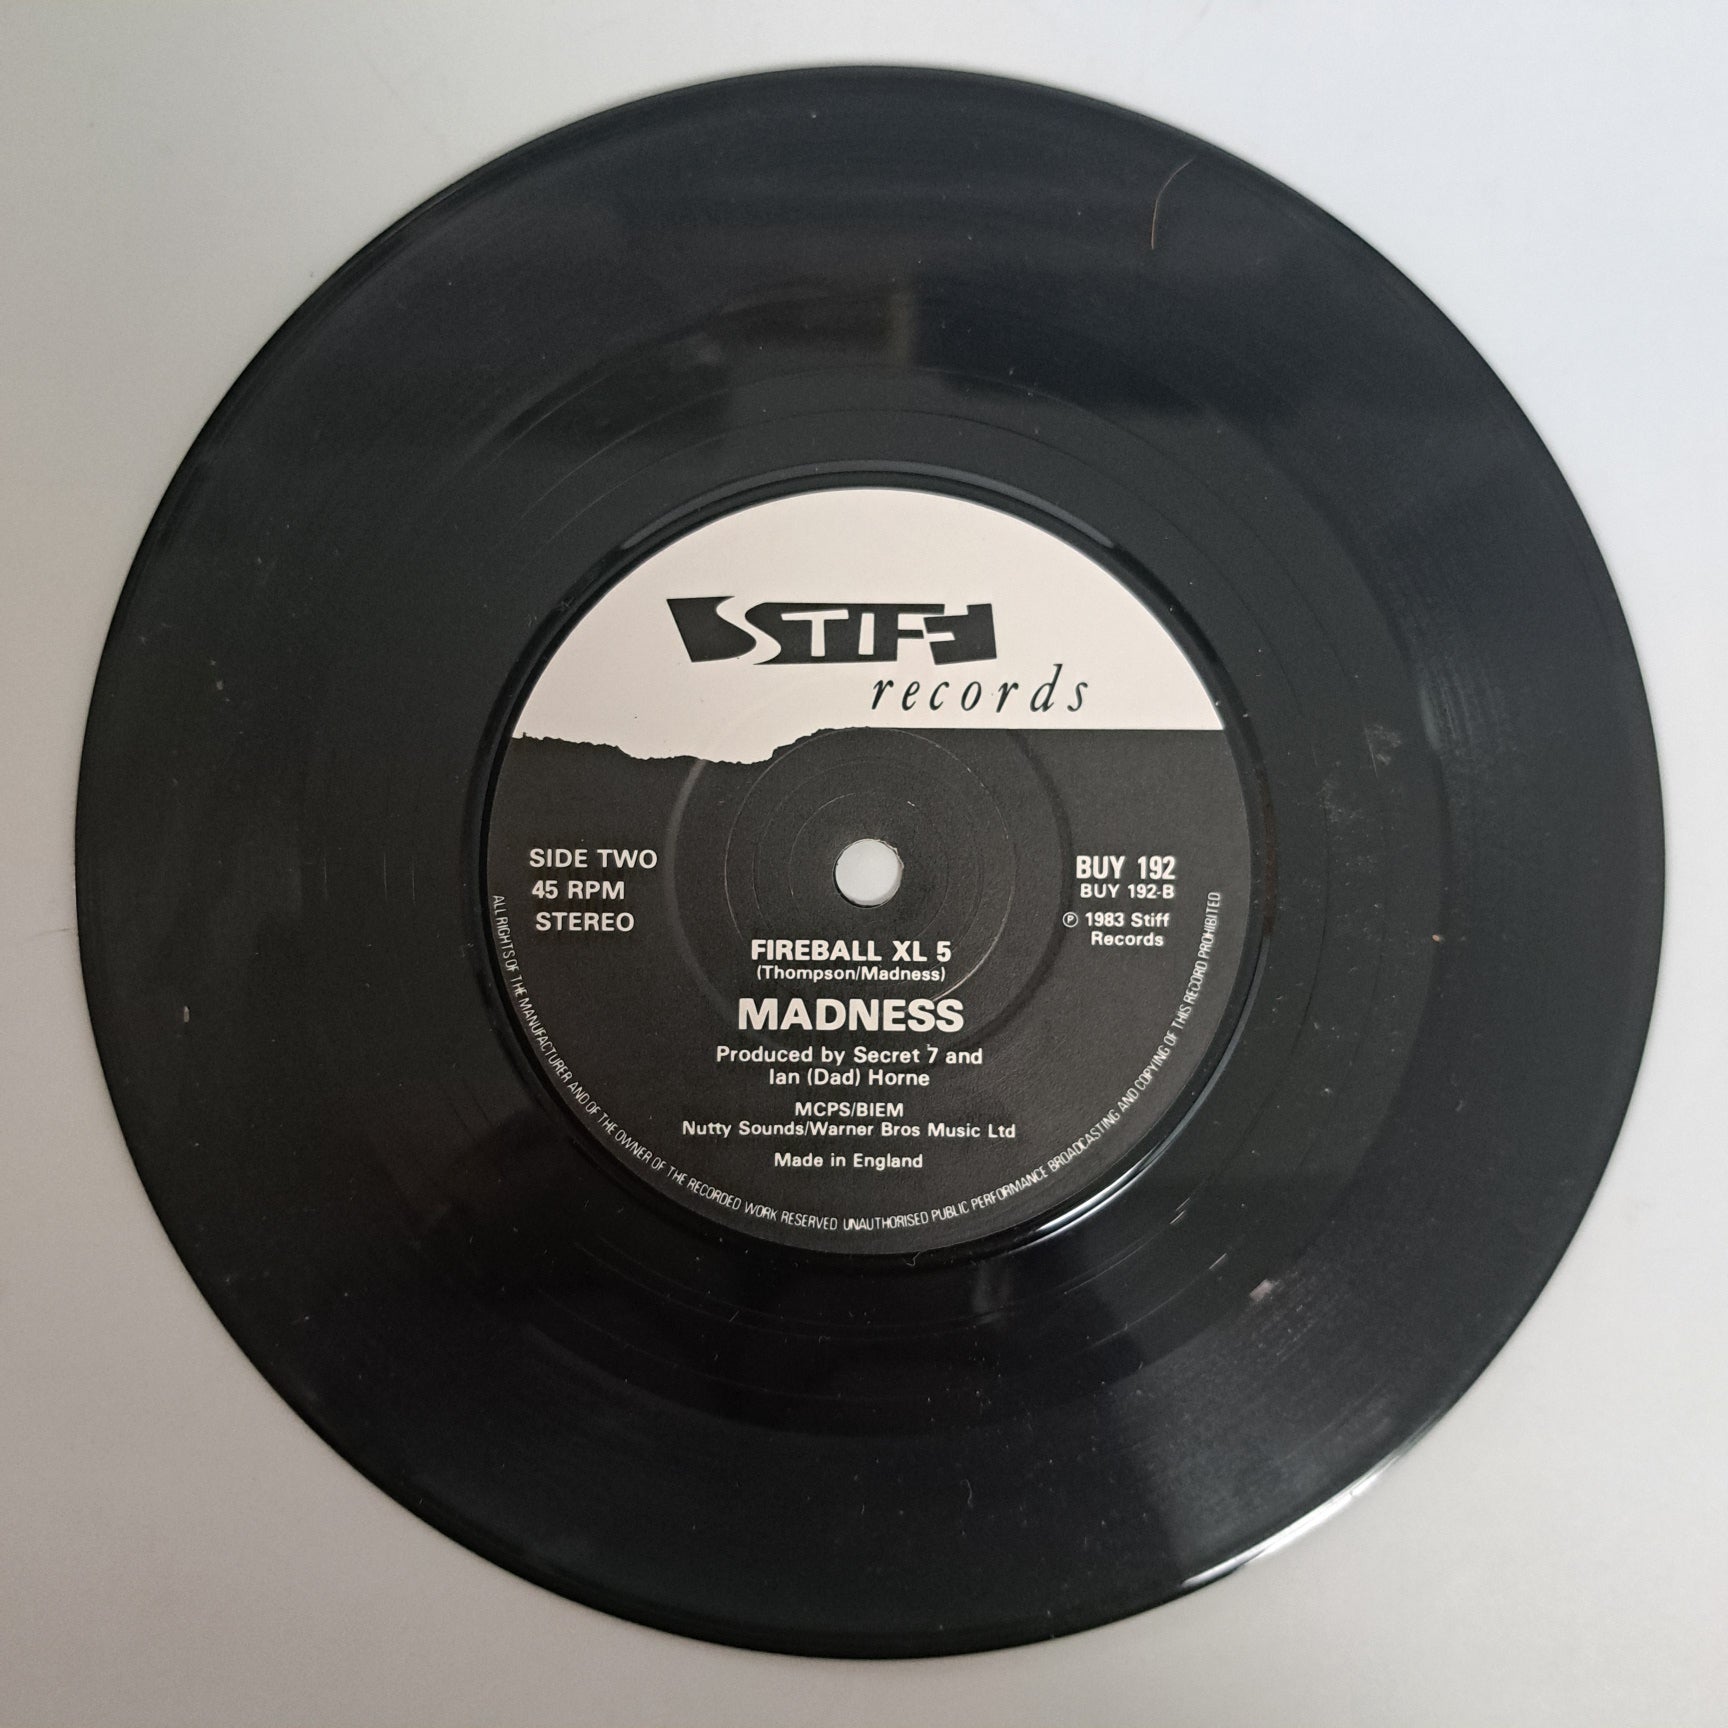 STIFF
records
SIDE TWO
45 RPM
STEREO
BUY 192
BUY 192-B
℗ 1983 Stiff
Records
FIREBALL XL 5
(Thompson/Madness)
MADNESS
Produced by Secret 7 and
Ian (Dad) Horne
MCPS/BIEM
Nutty Sounds/Warner Bros Music Ltd
Made in England
ALL RIGHTS OF THE MANUFACTURER AND OF THE OWNER OF THE RECORDED WORK RESERVED UNAUTHORISED PUBLIC PERFORMANCE BROADCASTING AND COPYING OF THIS RECORD PROHIBITED